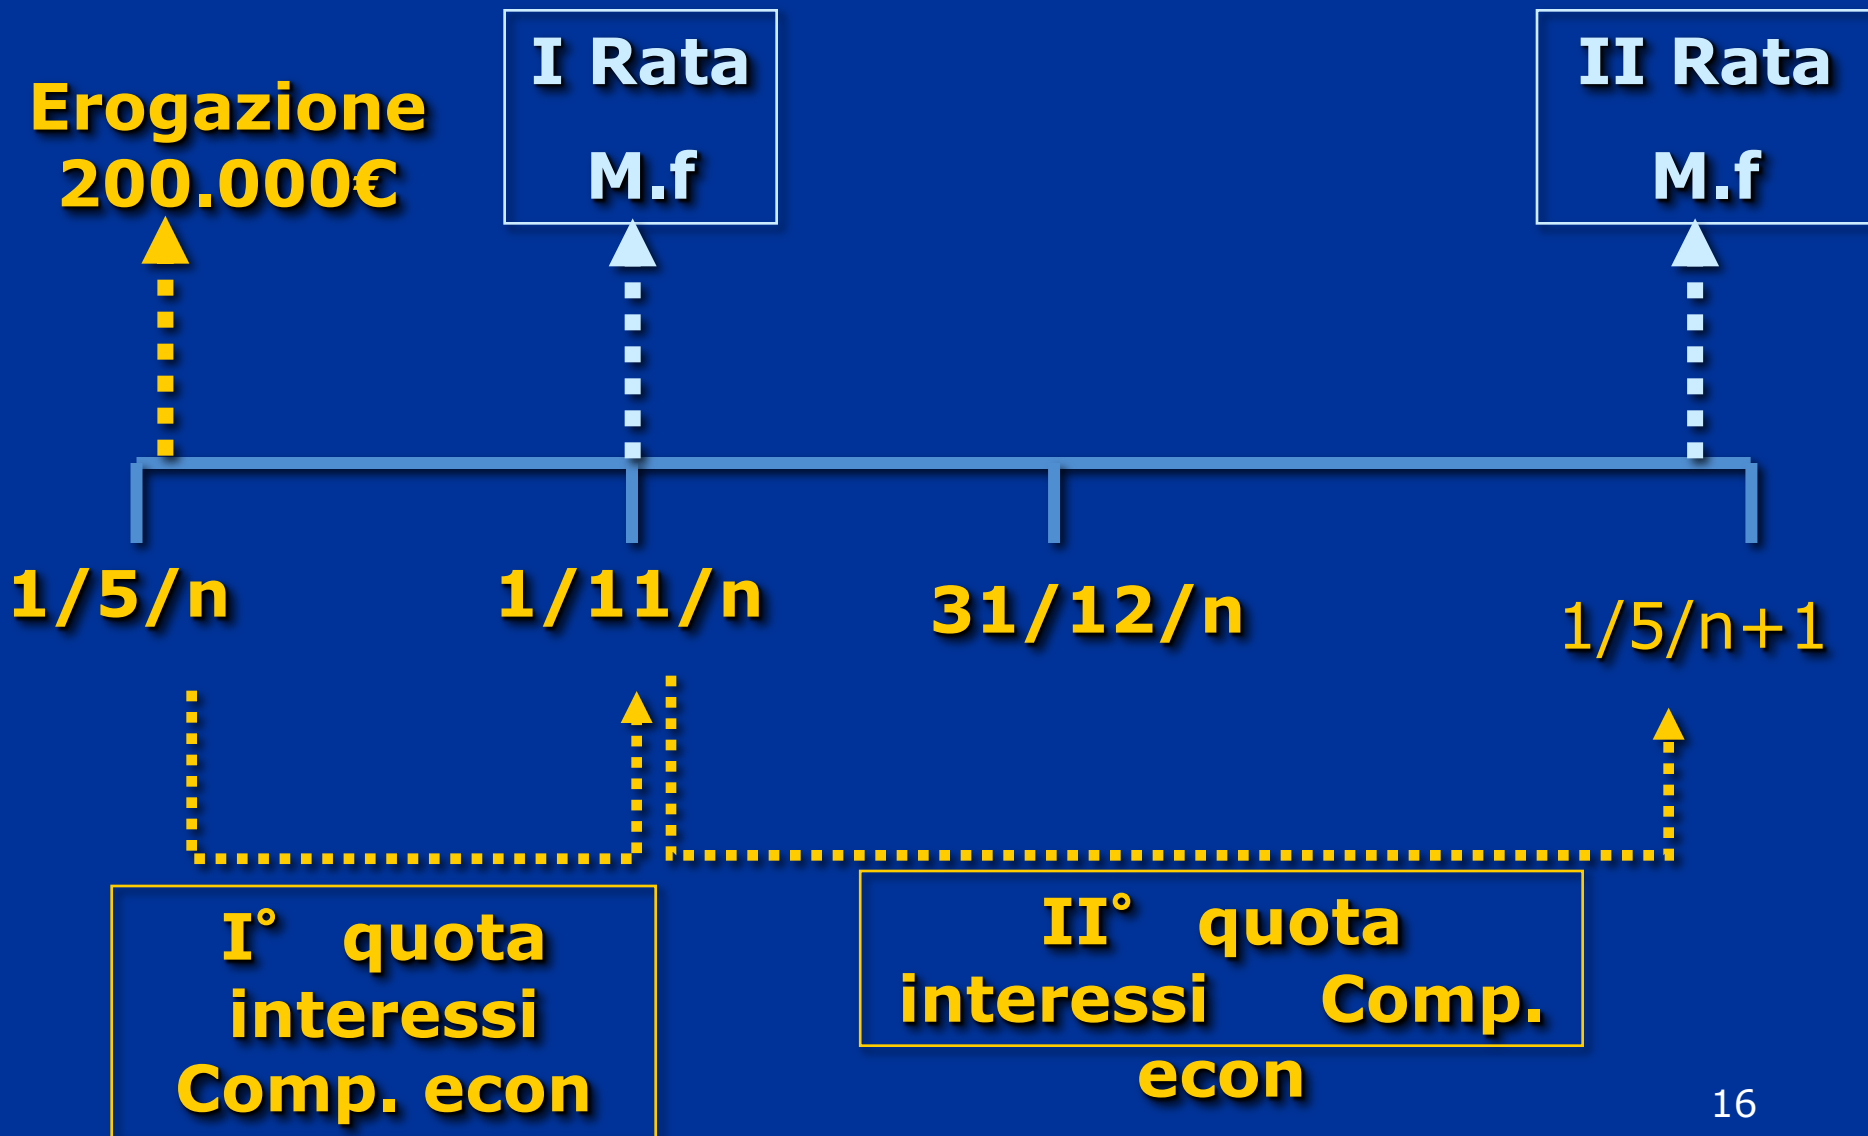 Erogazione
200.000€
I Rata
M.f
II Rata
M.f
1/5/n
1/11/n
31/12/n
1/5/n+1
I° quota
interessi
Comp. econ
II° quota
interessi Comp.
econ
16